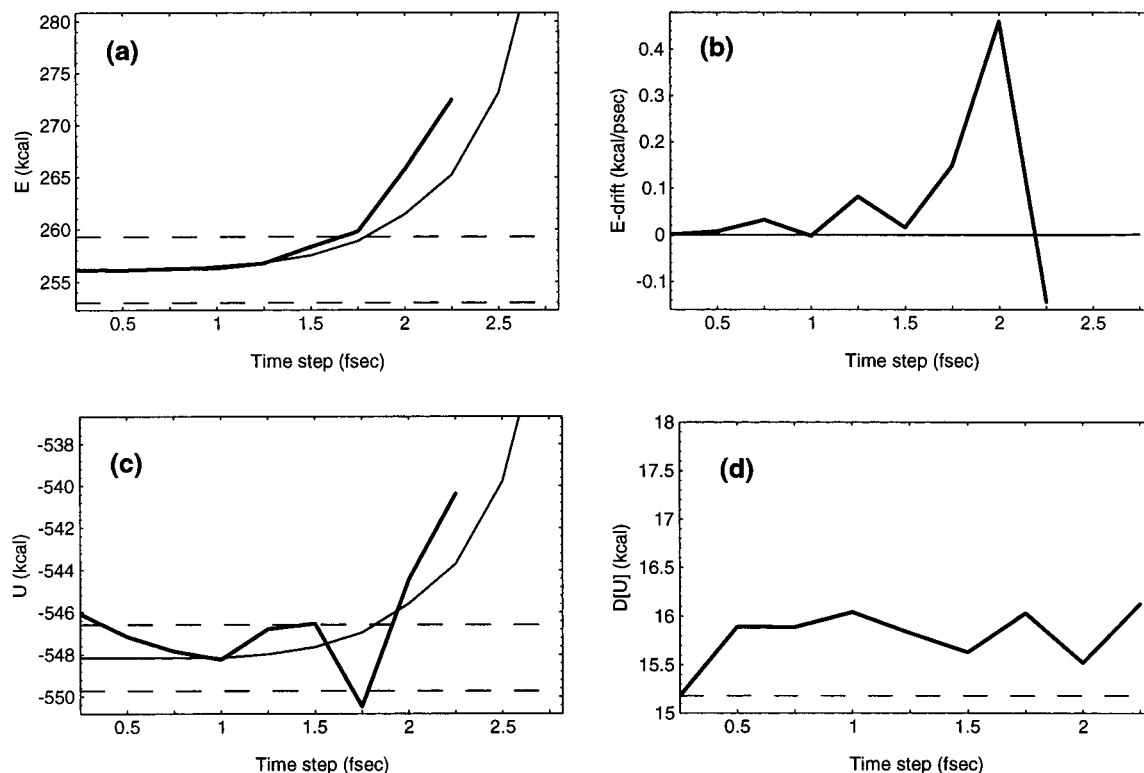 (a)
280
275
270
265
260
255
E (kcal)
0.5 1 1.5 2 2.5
Time step (fsec)
(b)
0.4
0.3
0.2
0.1
0
-0.1
E-drift (kcal/psec)
0.5 1 1.5 2 2.5
Time step (fsec)
(c)
-538
-540
-542
-544
-546
-548
-550
U (kcal)
0.5 1 1.5 2 2.5
Time step (fsec)
(d)
18
17.5
17
16.5
16
15.5
15
D[U] (kcal)
0.5 1 1.5 2
Time step (fsec)